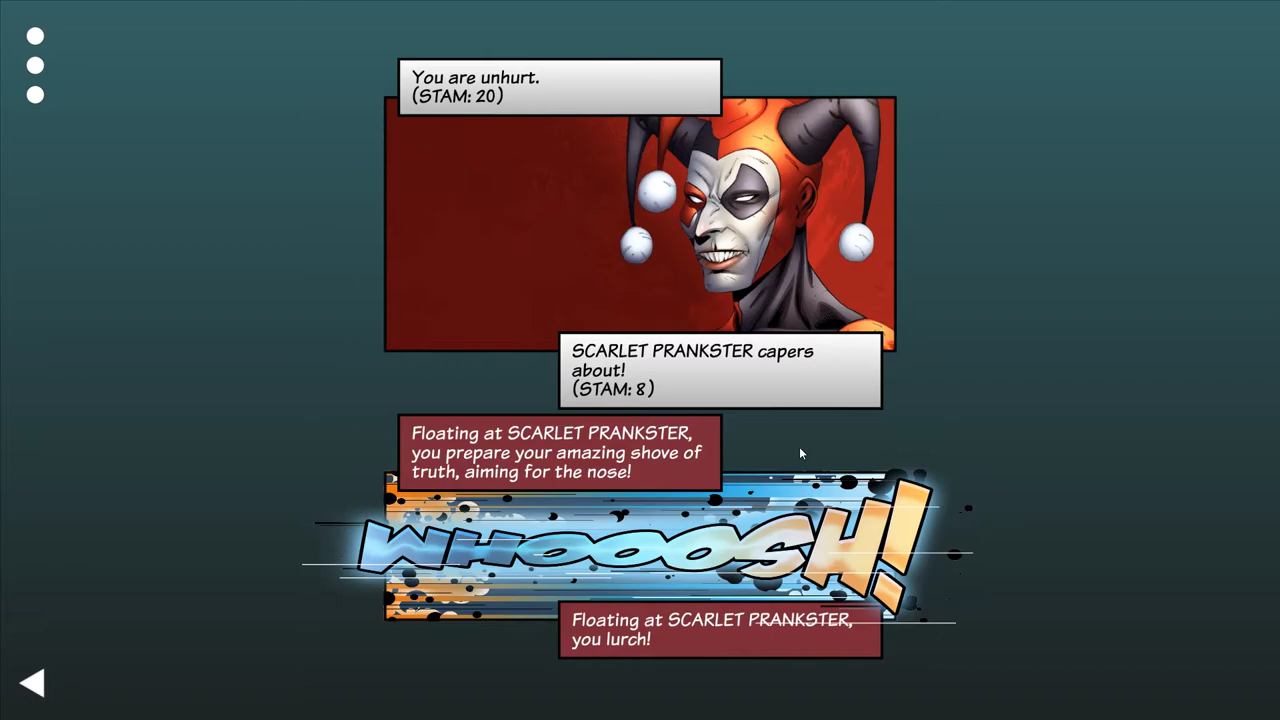 You are unhurt.
(STAM: 20)
SCARLET PRANKSTER capers
about!
(STAM: 8)
Floating at SCARLET PRANKSTER,
you prepare your amazing shove of
truth, aiming for the nose!
WHOOOSH!
Floating at SCARLET PRANKSTER,
you lurch!